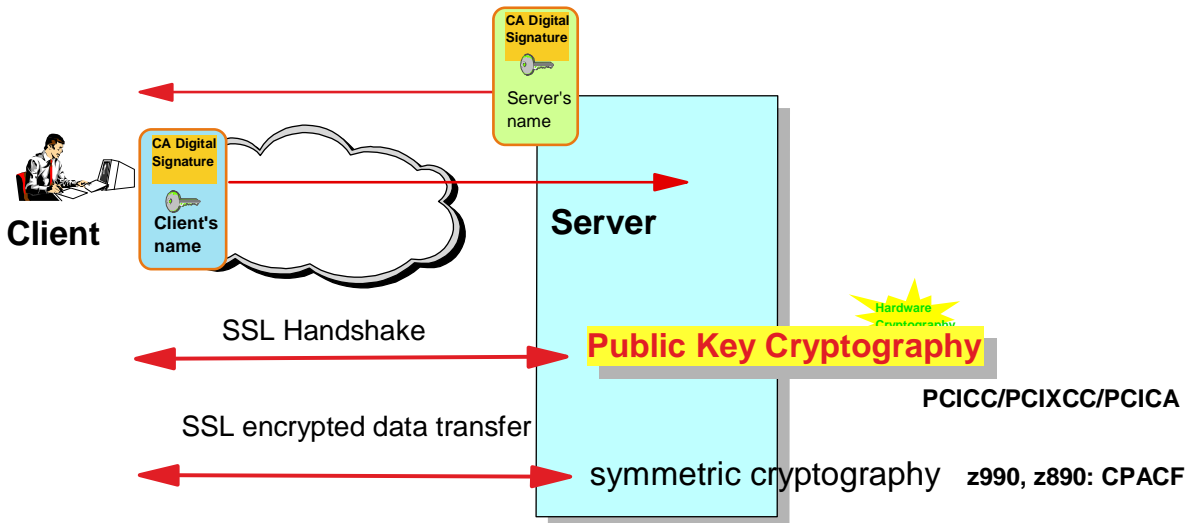 CA Digital
Signature
Server's
name
CA Digital
Signature
Client's
name
Client
Server
Hardware
Cryptography
SSL Handshake
Public Key Cryptography
PCICC/PCIXCC/PCICA
SSL encrypted data transfer
symmetric cryptography
z990, z890: CPACF